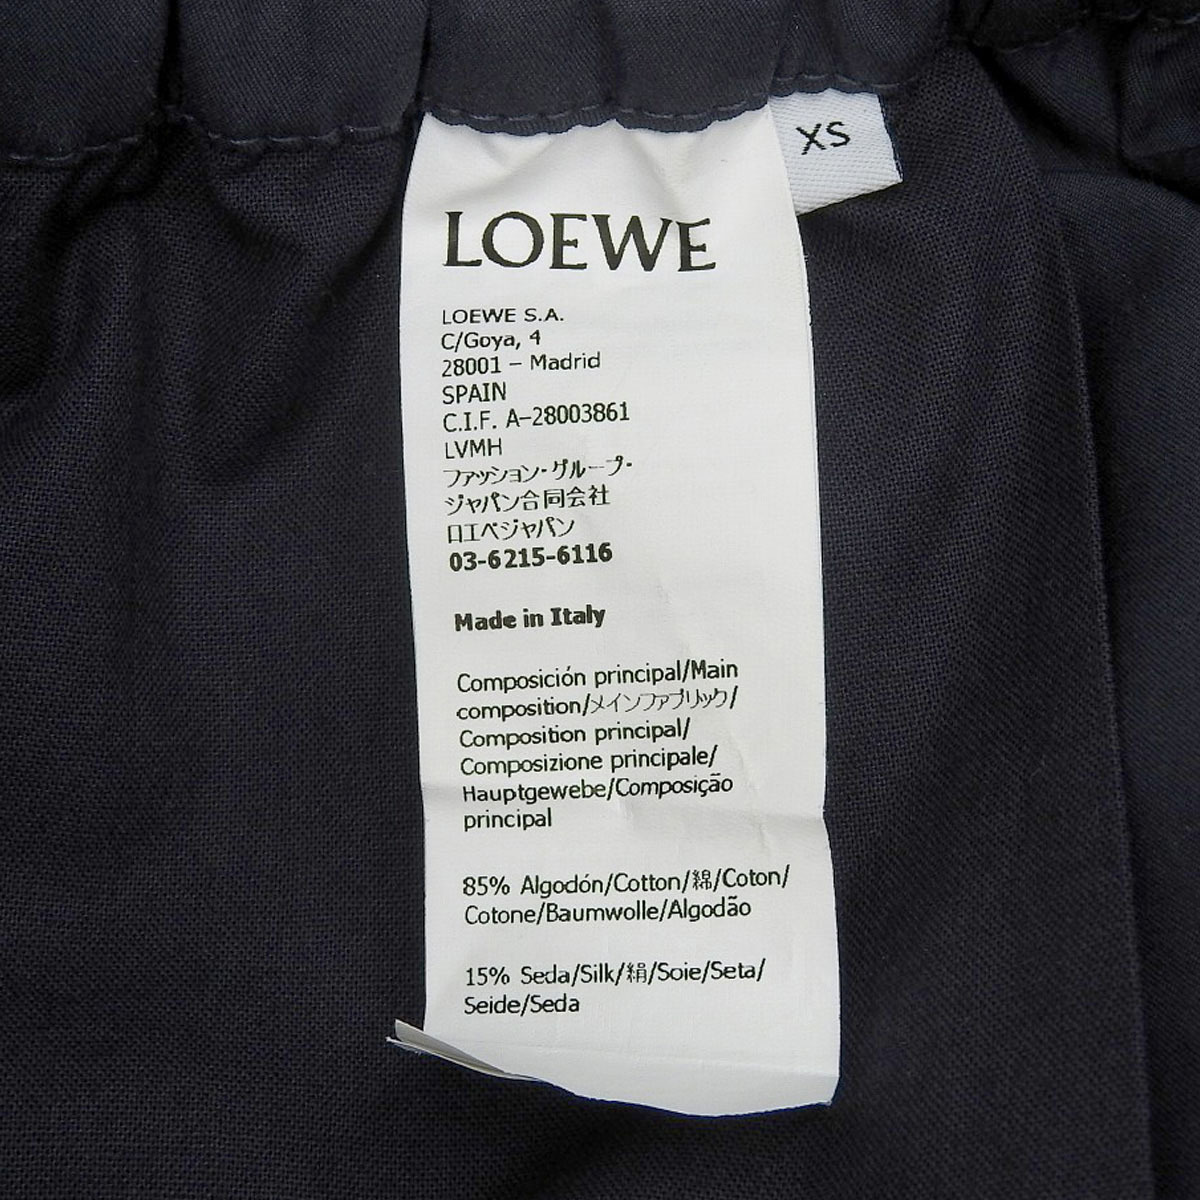 XS
LOEWE
LOEWE S.A.
C/Goya, 4
28001 – Madrid
SPAIN
C.I.F. A-28003861
LVMH
ファッション・グループ・
ジャパン合同会社
ロエベジャパン
03-6215-6116
Made in Italy
Composición principal/Main
composition/メインファブリック/
Composition principal/
Composizione principale/
Hauptgewebe/Composição
principal
85% Algodón/Cotton/綿/Coton/
Cotone/Baumwolle/Algodão
15% Seda/Silk/絹/Soie/Seta/
Seide/Seda